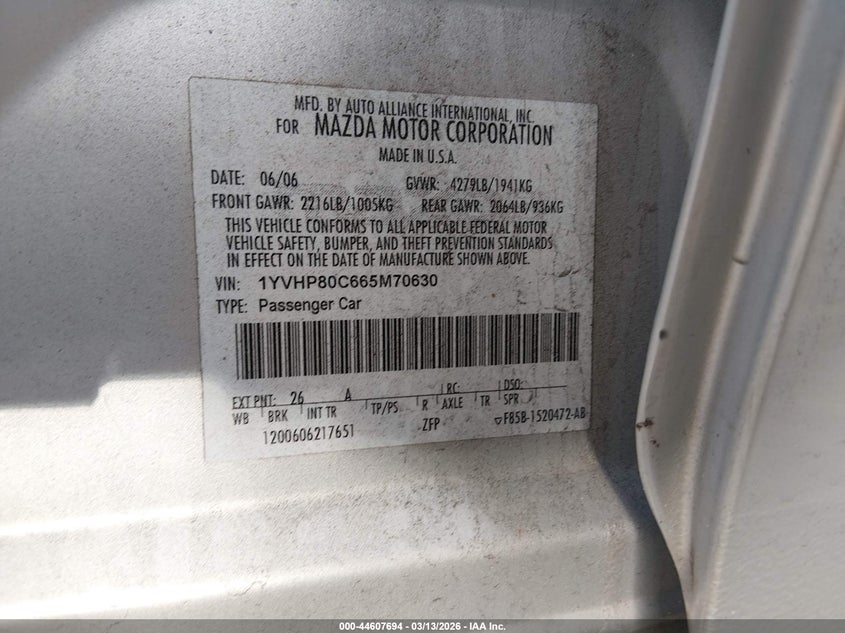 MFD. BY AUTO ALLIANCE INTERNATIONAL, INC.
FOR MAZDA MOTOR CORPORATION
MADE IN U.S.A.
DATE: 06/06 GVWR: 4279LB/1941KG
FRONT GAWR: 2216LB/1005KG REAR GAWR: 2064LB/936KG
THIS VEHICLE CONFORMS TO ALL APPLICABLE FEDERAL MOTOR
VEHICLE SAFETY, BUMPER, AND THEFT PREVENTION STANDARDS
IN EFFECT ON THE DATE OF MANUFACTURE SHOWN ABOVE.
VIN: 1YVHP80C665M70630
TYPE: Passenger Car
EXT PNT: 26 A RC: DSO:
WB BRK INT TR TP/PS R AXLE TR SPR
1200606217651 ZFP F85B-1520472-AB
000-44607694 - 03/13/2026 - IAA Inc.